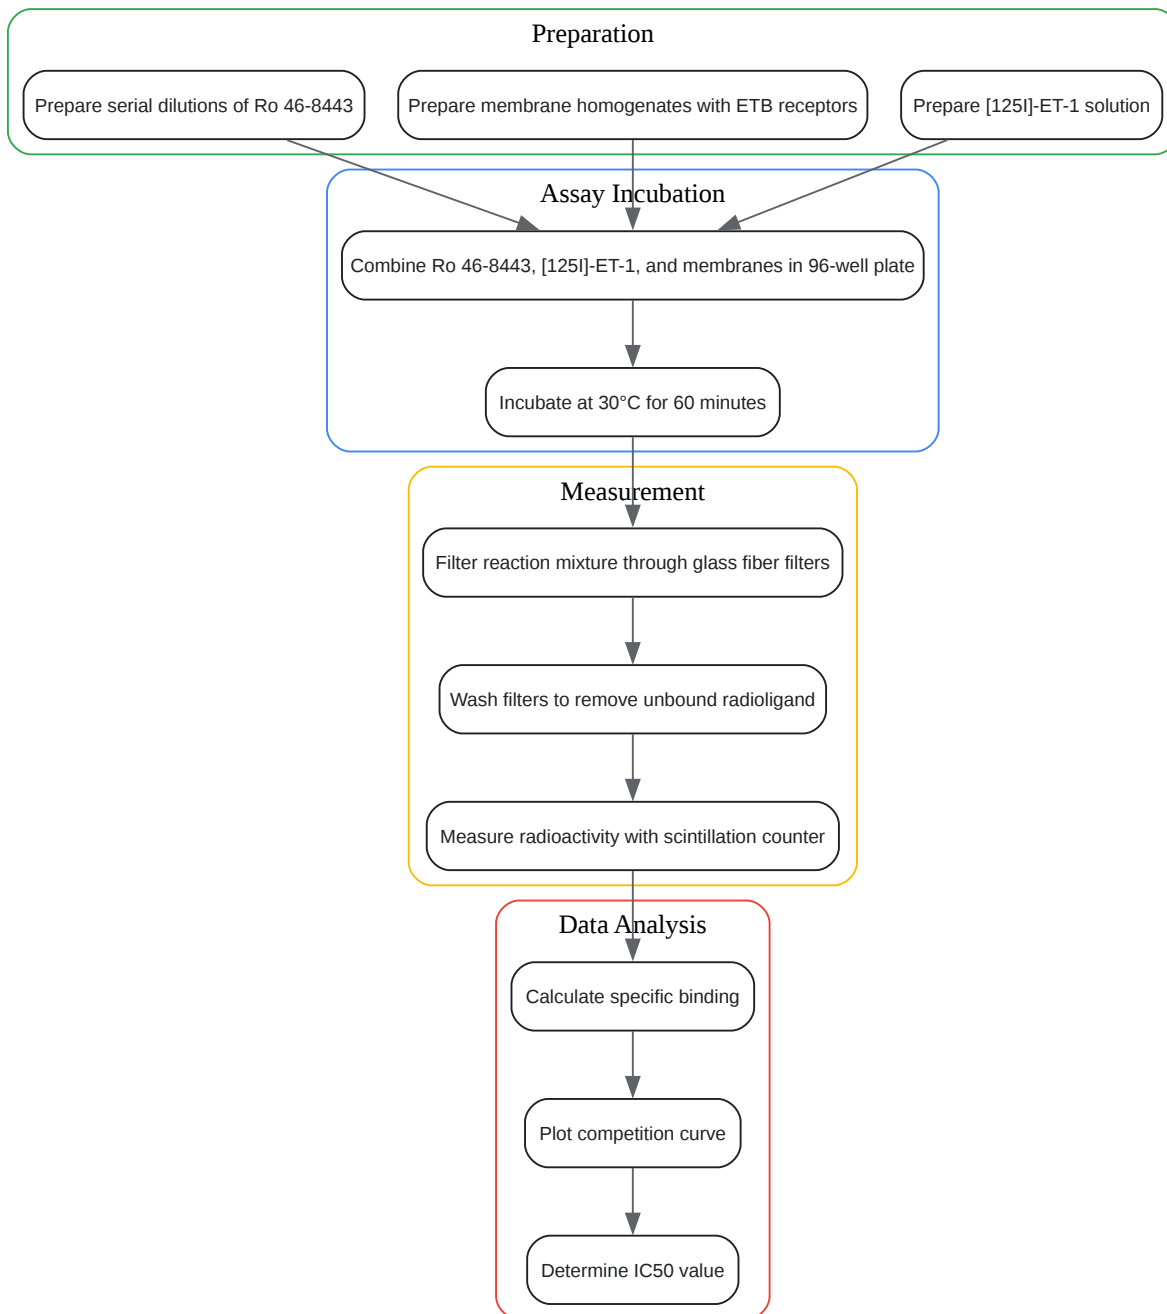 Preparation
Prepare serial dilutions of Ro 46-8443
Prepare membrane homogenates with ETB receptors
Prepare [125I]-ET-1 solution
Assay Incubation
Combine Ro 46-8443, [125I]-ET-1, and membranes in 96-well plate
Incubate at 30°C for 60 minutes
Measurement
Filter reaction mixture through glass fiber filters
Wash filters to remove unbound radioligand
Measure radioactivity with scintillation counter
Data Analysis
Calculate specific binding
Plot competition curve
Determine IC50 value